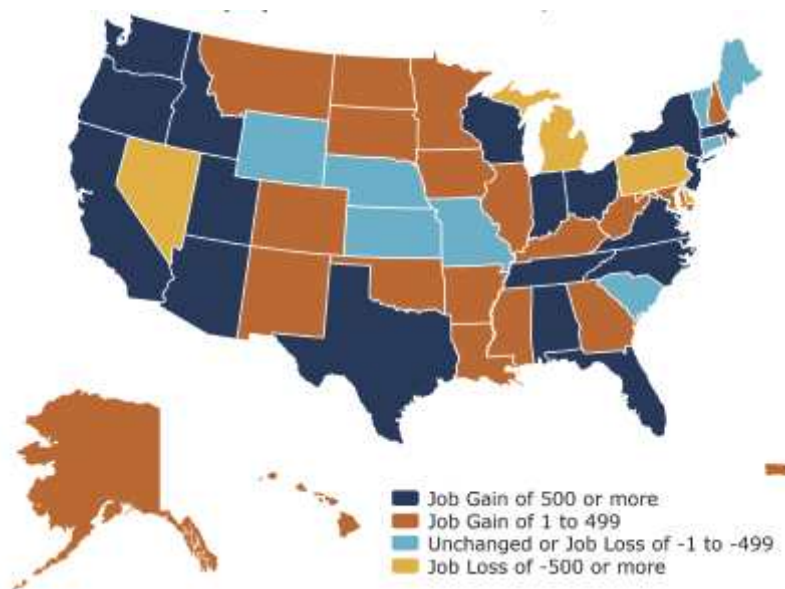 Job Gain of 500 or more
Job Gain of 1 to 499
Unchanged or Job Loss of -1 to -499
Job Loss of -500 or more